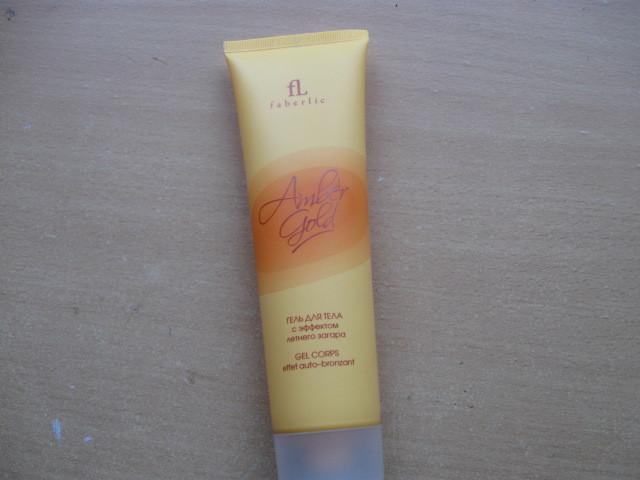 fL
faberlic
Amber
Gold
ГЕЛЬ ДЛЯ ТЕЛА
с эффектом
летнего загара
GEL CORPS
effet auto-bronzant